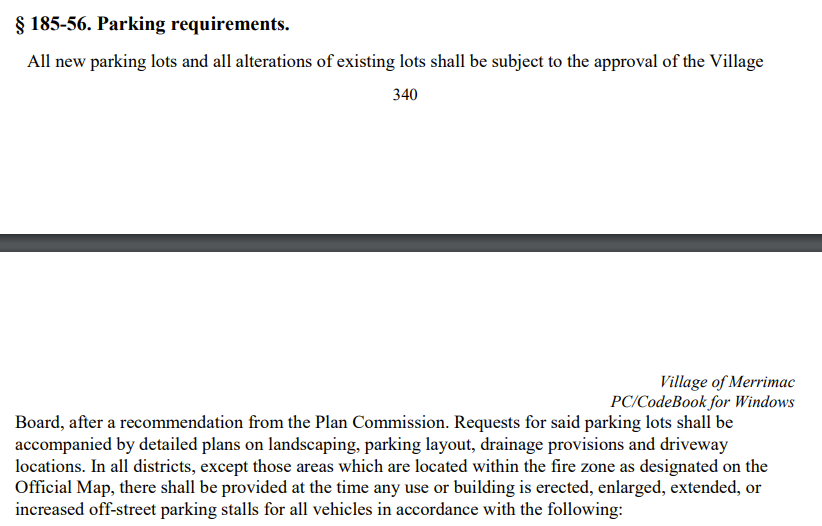 § 185-56. Parking requirements.
All new parking lots and all alterations of existing lots shall be subject to the approval of the Village
340
Village of Merrimac
PC/CodeBook for Windows
Board, after a recommendation from the Plan Commission. Requests for said parking lots shall be
accompanied by detailed plans on landscaping, parking layout, drainage provisions and driveway
locations. In all districts, except those areas which are located within the fire zone as designated on the
Official Map, there shall be provided at the time any use or building is erected, enlarged, extended, or
increased off-street parking stalls for all vehicles in accordance with the following: